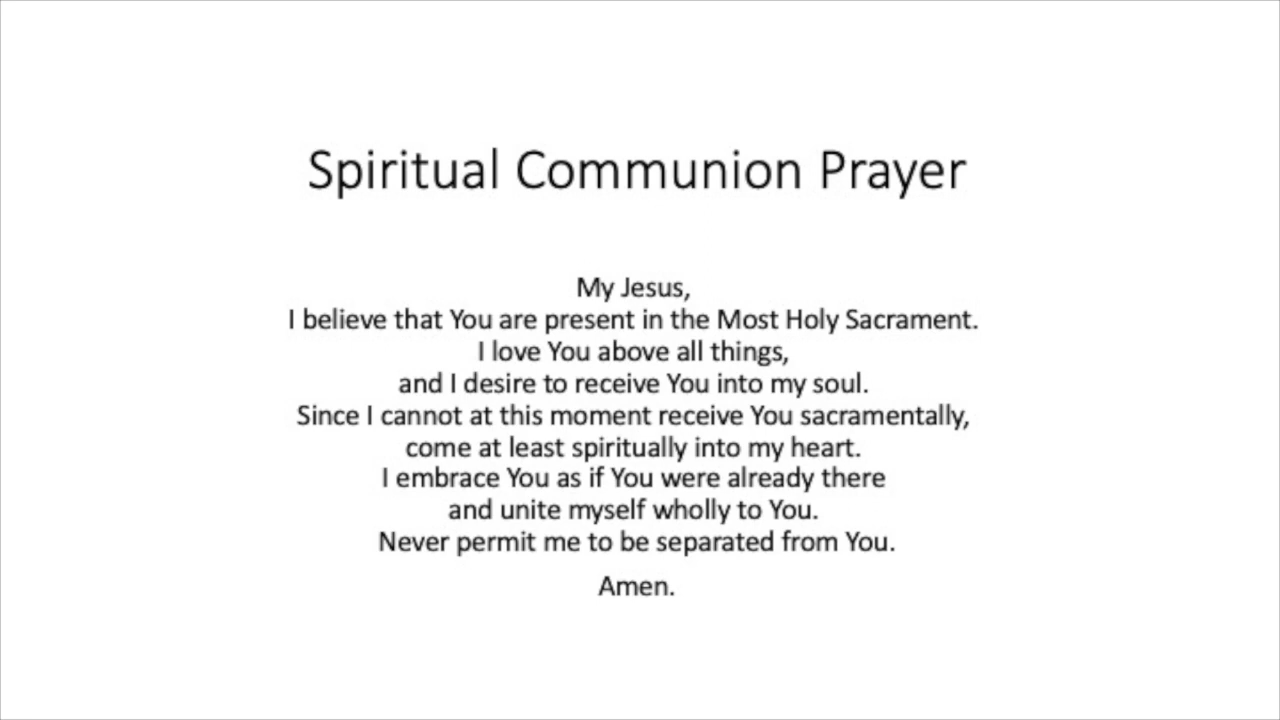 Spiritual Communion Prayer
My Jesus,
I believe that You are present in the Most Holy Sacrament.
I love You above all things,
and I desire to receive You into my soul.
Since I cannot at this moment receive You sacramentally,
come at least spiritually into my heart.
I embrace You as if You were already there
and unite myself wholly to You.
Never permit me to be separated from You.
Amen.